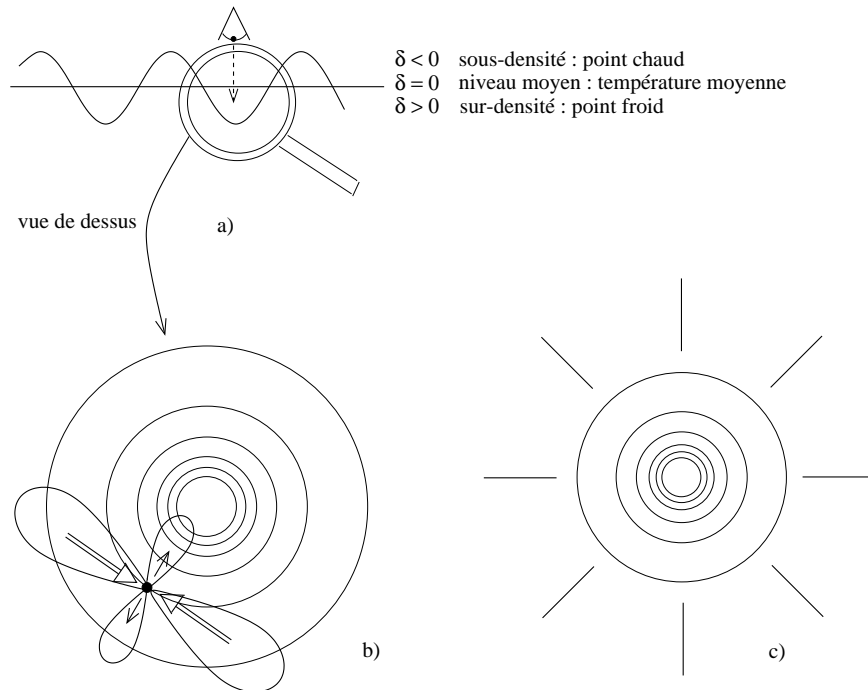 δ < 0 sous-densité : point chaud
δ = 0 niveau moyen : température moyenne
δ > 0 sur-densité : point froid
vue de dessus
a)
b)
c)